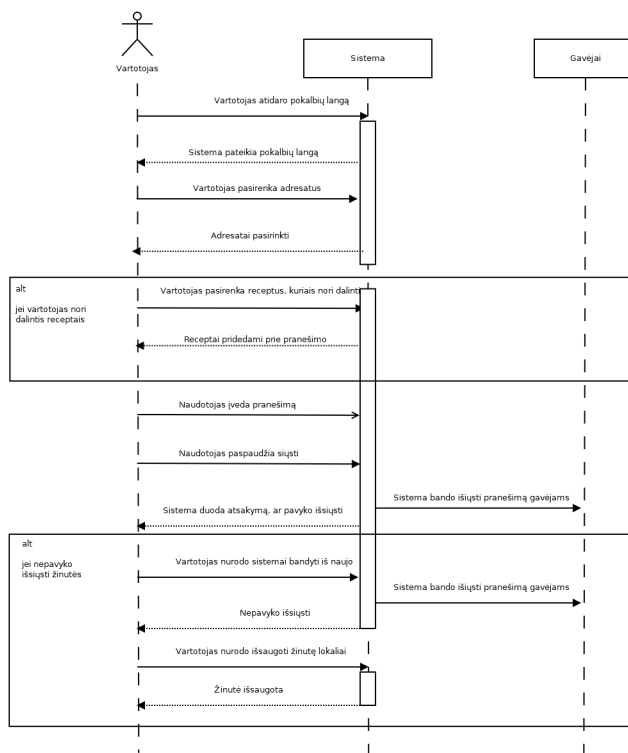 Vartotojas
Sistema
Gavėjai
Vartotojas atidaro pokalbių langą
Sistema pateikia pokalbių langą
Vartotojas pasirenka adresatus
Adresatai pasirinkti
alt
jei vartotojas nori
dalintis receptais
Vartotojas pasirenka receptus, kuriais nori dalinti
Receptai pridedami prie pranešimo
Naudotojas įveda pranešimą
Naudotojas paspaudžia siųsti
Sistema bando išiųsti pranešimą gavėjams
Sistema duoda atsakymą, ar pavyko išsiųsti
alt
jei nepavyko
išsiųsti žinutės
Vartotojas nurodo sistemai bandyti iš naujo
Sistema bando išiųsti pranešimą gavėjams
Nepavyko išsiųsti
Vartotojas nurodo išsaugoti žinutę lokaliai
Žinutė išsaugota